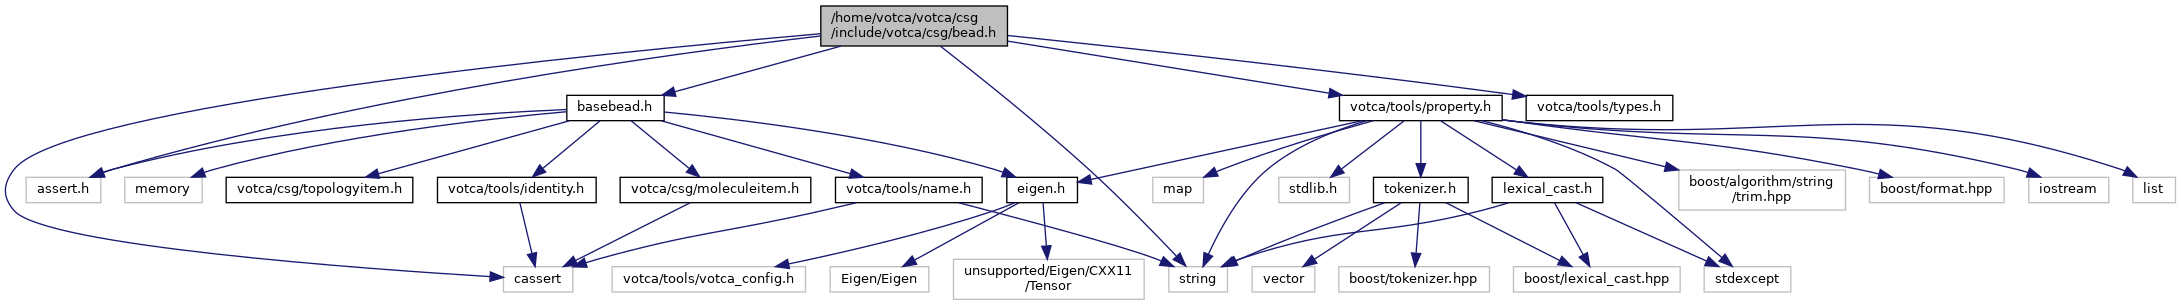 /home/votca/votca/csg
/include/votca/csg/bead.h
basebead.h
votca/tools/property.h
votca/tools/types.h
assert.h
memory
votca/csg/topologyitem.h
votca/tools/identity.h
votca/csg/moleculeitem.h
votca/tools/name.h
eigen.h
map
stdlib.h
tokenizer.h
lexical_cast.h
boost/algorithm/string
/trim.hpp
boost/format.hpp
iostream
list
cassert
votca/tools/votca_config.h
Eigen/Eigen
unsupported/Eigen/CXX11
/Tensor
string
vector
boost/tokenizer.hpp
boost/lexical_cast.hpp
stdexcept